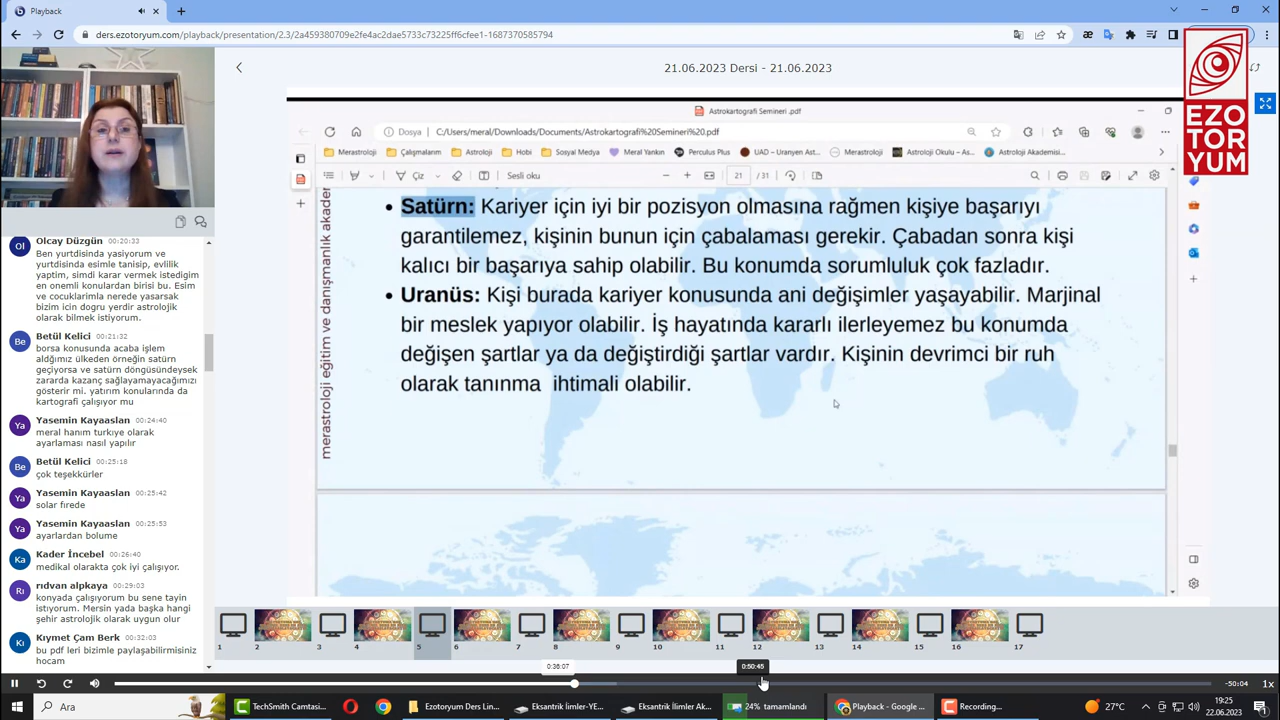 Playback
ders.ezotoryum.com/playback/presentation/2.3/2a459380709e2fe4ac2dae5733c73225ff6cfee1-1687370585794
21.06.2023 Dersi - 21.06.2023
EZO
TOR
YUM
Astrokartografi Semineri .pdf
Dosya
C:/Users/meral/Downloads/Documents/Astrokartografi%20Semineri%20.pdf
Merastroloji
Çalışmalarım
Astroloji
Hobi
Sosyal Medya
Meral Yankın
Perculus Plus
UAD – Uranyen Ast...
Merastroloji
Astroloji Okulu – As...
Astroloji Akademisi...
Çiz
Sesli oku
21
/ 31
merastroloji eğitim ve danışmanlık akader
• Satürn: Kariyer için iyi bir pozisyon olmasına rağmen kişiye başarıyı
garantilemez, kişinin bunun için çabalaması gerekir. Çabadan sonra kişi
kalıcı bir başarıya sahip olabilir. Bu konumda sorumluluk çok fazladır.
• Uranüs: Kişi burada kariyer konusunda ani değişimler yaşayabilir. Marjinal
bir meslek yapıyor olabilir. İş hayatında kararlı ilerleyemez bu konumda
değişen şartlar ya da değiştirdiği şartlar vardır. Kişinin devrimci bir ruh
olarak tanınma ihtimali olabilir.
Ol
Olcay Düzgün 00:20:33
Ben yurtdisinda yasiyorum ve
yurtdisinda esimle tanisip, evlilik
yaptim, simdi karar vermek istedigim
en onemli konulardan birisi bu. Esim
ve cocuklarimla nerede yasarsak
bizim icin dogru yerdir astrolojik
olarak bilmek istiyorum.
Be
Betül Kelici 00:21:32
borsa konusunda acaba işlem
aldğımız ülkeden örneğin satürn
geçiyorsa ve satürn döngüsündeysek
zararda kazanç sağlayamayacağımızı
gösterir mi. yatırım konularında da
kartografi çalışıyor mu
Ya
Yasemin Kayaaslan 00:24:40
meral hanım turkıye olarak
ayarlaması nasıl yapılır
Be
Betül Kelici 00:25:18
çok teşekkürler
Ya
Yasemin Kayaaslan 00:25:42
solar fırede
Ya
Yasemin Kayaaslan 00:25:53
ayarlardan bolume
Ka
Kader İncebel 00:26:40
medikal olarakta çok iyi çalışıyor.
Rı
rıdvan alpkaya 00:29:03
konyada çalışıyorum bu sene tayin
istıyorum. Mersin yada başka hangi
şehir astrolojik olarak uygun olur
Kı
Kıymet Çam Berk 00:32:03
bu pdf leri bizimle paylaşabilirmisiniz
hocam
1 2 3 4 5 6 7 8 9 10 11 12 13 14 15 16 17
0:36:07
0:50:45
-50:04
1x
Ara
TechSmith Camtasi...
Ezotoryum Ders Lin...
Eksantrik İlimler-YE...
Eksantrik İlimler Ak...
24% tamamlandı
Playback - Google ...
Recording...
27°C
19:25
22.06.2023